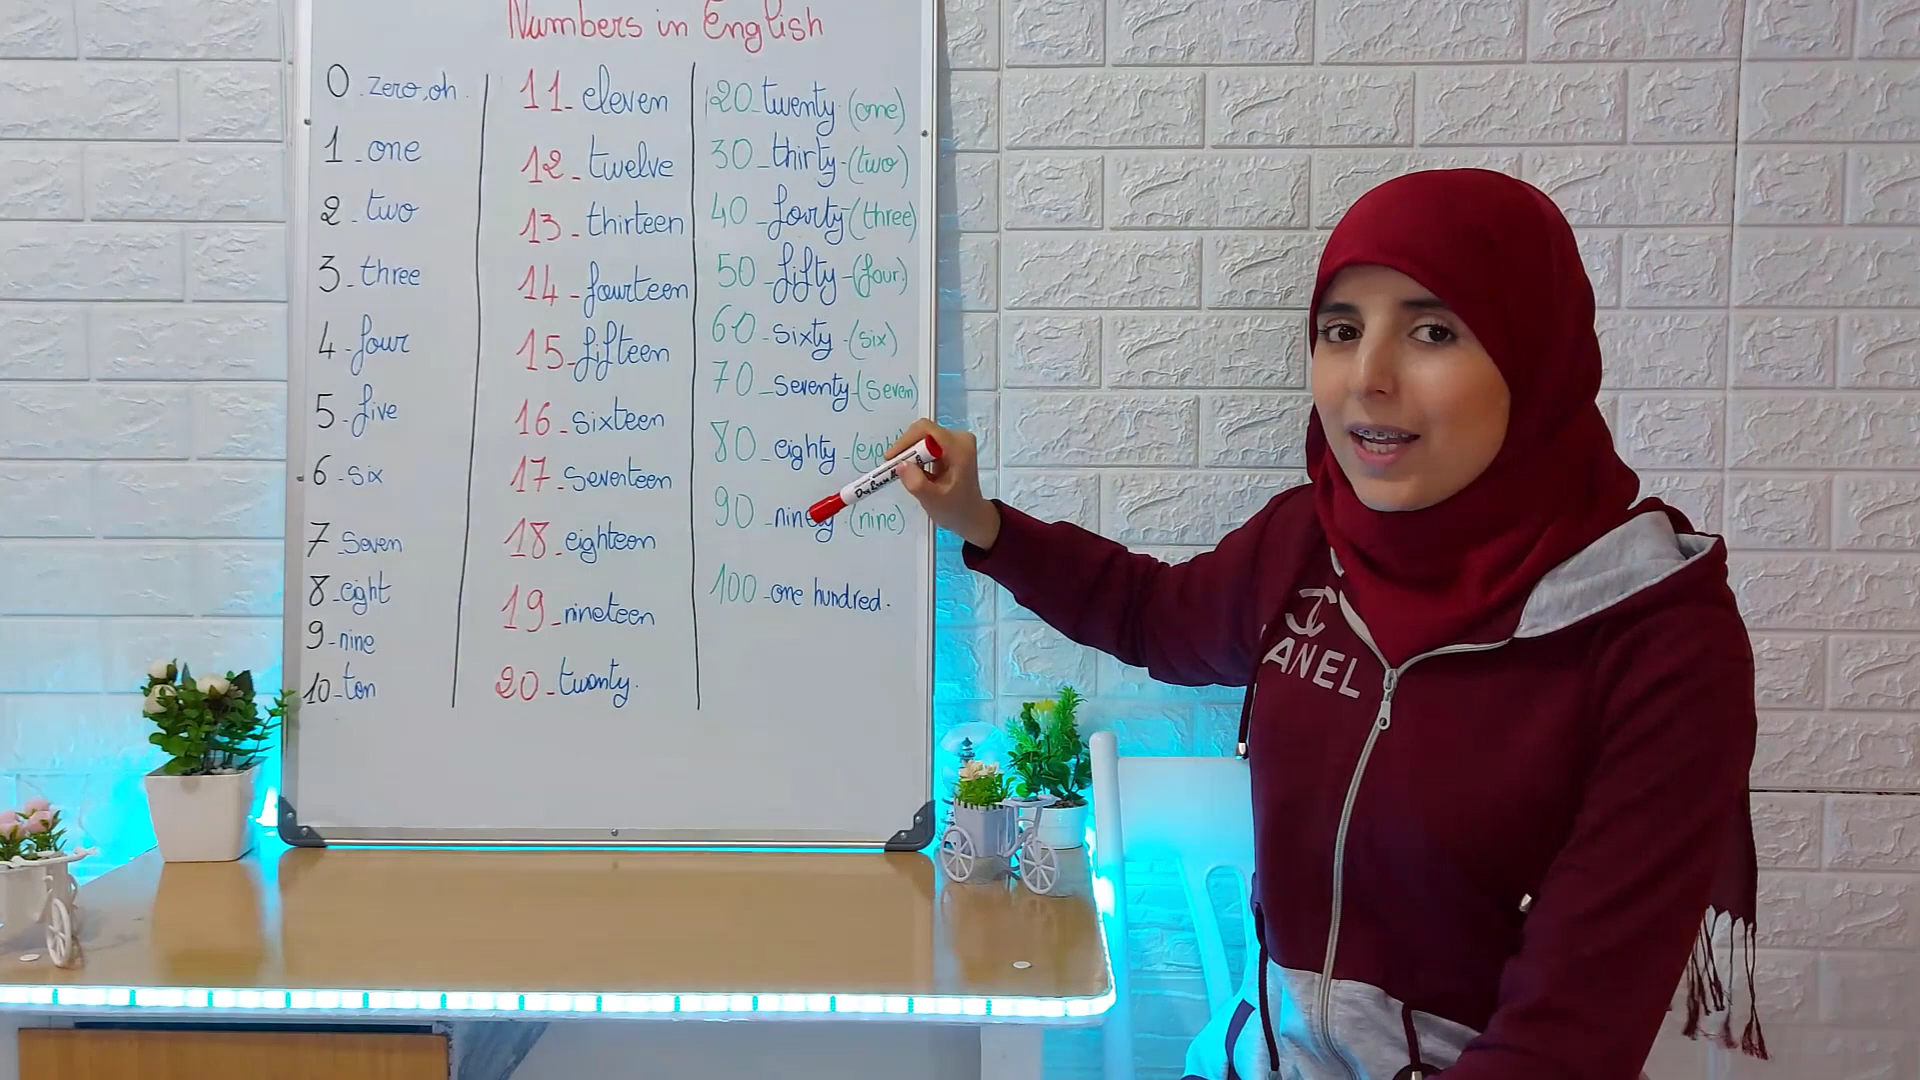 Numbers in English
0 - zero, oh.
1 - one
2 - two
3 - three
4 - four
5 - five
6 - six
7 - seven
8 - eight
9 - nine
10 - ten
11 - eleven
12 - twelve
13 - thirteen
14 - fourteen
15 - fifteen
16 - sixteen
17 - seventeen
18 - eighteen
19 - nineteen
20 - twenty.
20 - twenty - (one)
30 - thirty - (two)
40 - fourty - (three)
50 - fifty - (four)
60 - sixty - (six)
70 - seventy - (seven)
80 - eighty -
90 - ninety - (nine)
100 - one hundred.
ANEL